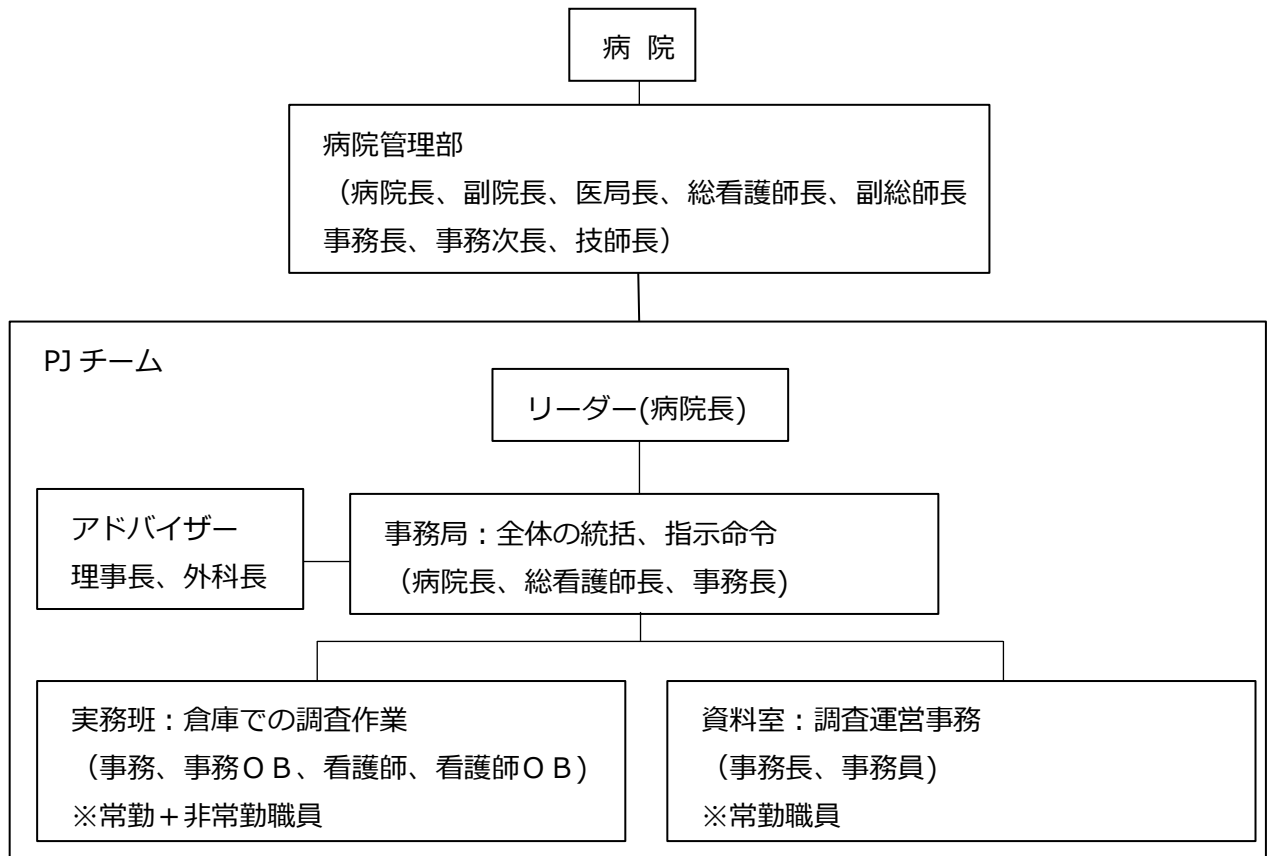 病 院
病院管理部
（病院長、副院長、医局長、総看護師長、副総師長
事務長、事務次長、技師長）
PJ チーム
リーダー(病院長)
アドバイザー
理事長、外科長
事務局：全体の統括、指示命令
（病院長、総看護師長、事務長)
実務班：倉庫での調査作業
（事務、事務ＯＢ、看護師、看護師ＯＢ)
※常勤＋非常勤職員
資料室：調査運営事務
（事務長、事務員)
※常勤職員